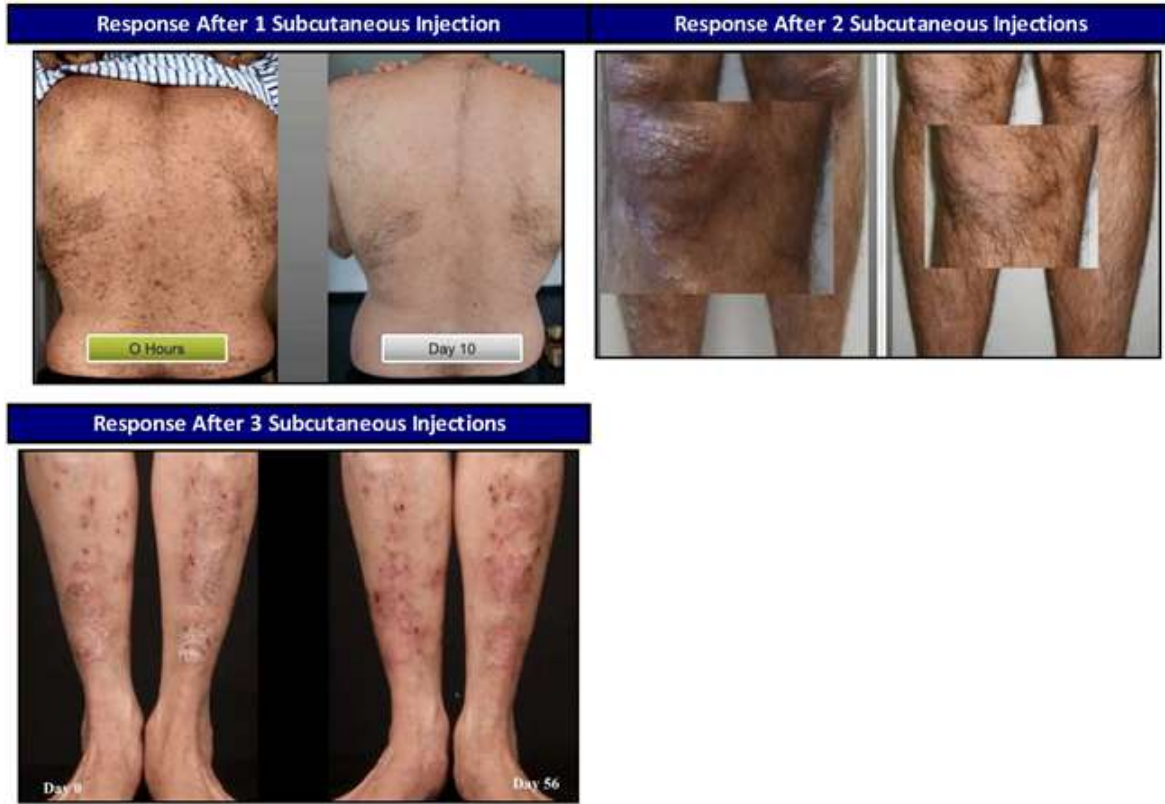 Response After 1 Subcutaneous Injection
Response After 2 Subcutaneous Injections
O Hours
Day 10
Response After 3 Subcutaneous Injections
Day 0
Day 56